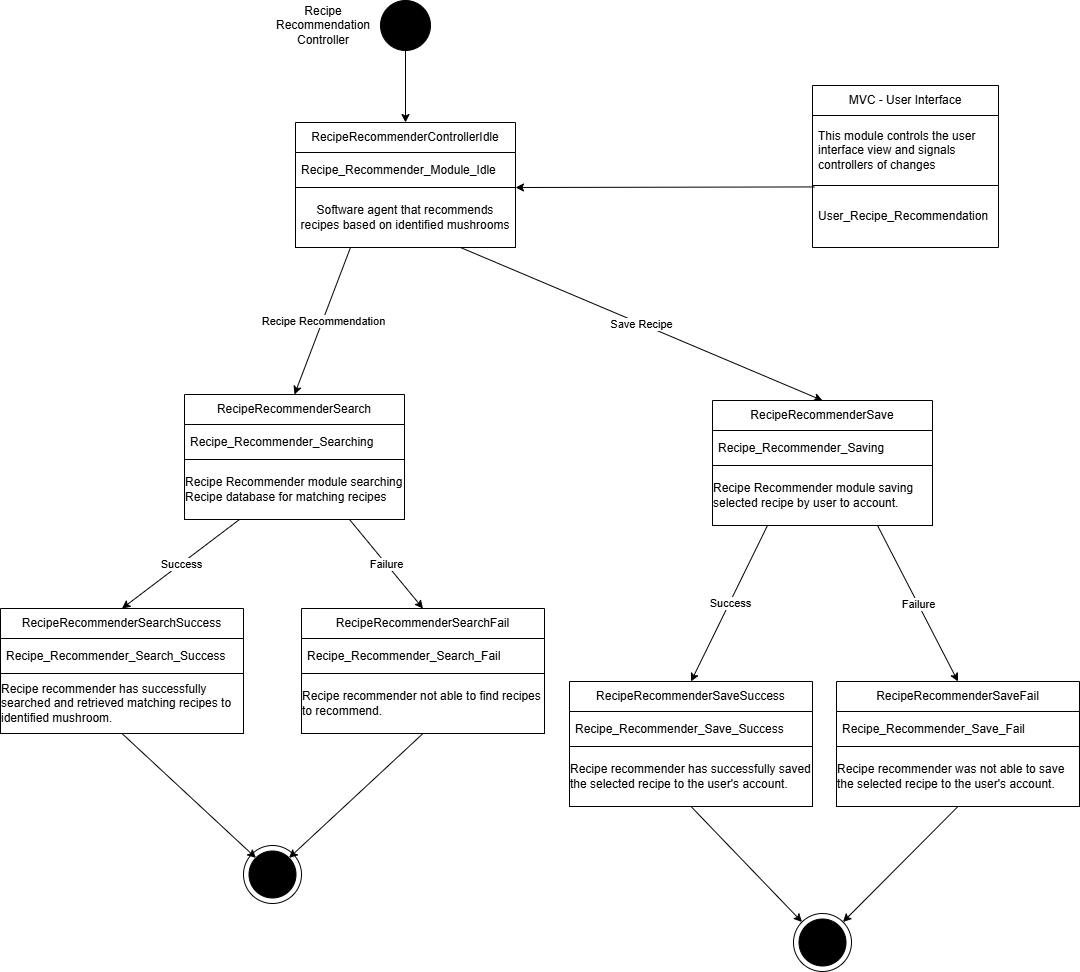 Recipe
Recommendation
Controller
MVC - User Interface
This module controls the user
interface view and signals
controllers of changes
User_Recipe_Recommendation
RecipeRecommenderControllerIdle
Recipe_Recommender_Module_Idle
Software agent that recommends
recipes based on identified mushrooms
Recipe Recommendation
Save Recipe
RecipeRecommenderSearch
Recipe_Recommender_Searching
Recipe Recommender module searching
Recipe database for matching recipes
RecipeRecommenderSave
Recipe_Recommender_Saving
Recipe Recommender module saving
selected recipe by user to account.
Success
Failure
Success
Failure
RecipeRecommenderSearchSuccess
Recipe_Recommender_Search_Success
Recipe recommender has successfully
searched and retrieved matching recipes to
identified mushroom.
RecipeRecommenderSearchFail
Recipe_Recommender_Search_Fail
Recipe recommender not able to find recipes
to recommend.
RecipeRecommenderSaveSuccess
Recipe_Recommender_Save_Success
Recipe recommender has successfully saved
the selected recipe to the user's account.
RecipeRecommenderSaveFail
Recipe_Recommender_Save_Fail
Recipe recommender was not able to save
the selected recipe to the user's account.